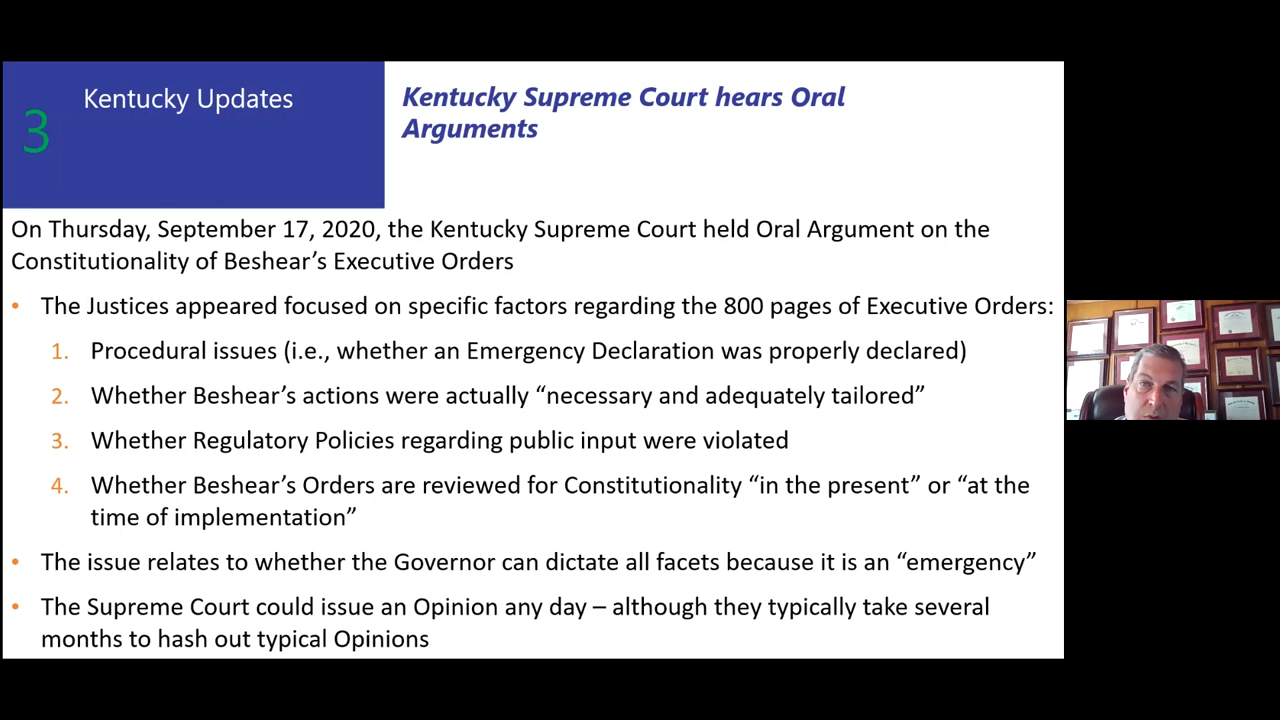 3
Kentucky Updates
Kentucky Supreme Court hears Oral
Arguments
On Thursday, September 17, 2020, the Kentucky Supreme Court held Oral Argument on the
Constitutionality of Beshear’s Executive Orders
• The Justices appeared focused on specific factors regarding the 800 pages of Executive Orders:
1. Procedural issues (i.e., whether an Emergency Declaration was properly declared)
2. Whether Beshear’s actions were actually “necessary and adequately tailored”
3. Whether Regulatory Policies regarding public input were violated
4. Whether Beshear’s Orders are reviewed for Constitutionality “in the present” or “at the
time of implementation”
• The issue relates to whether the Governor can dictate all facets because it is an “emergency”
• The Supreme Court could issue an Opinion any day – although they typically take several
months to hash out typical Opinions